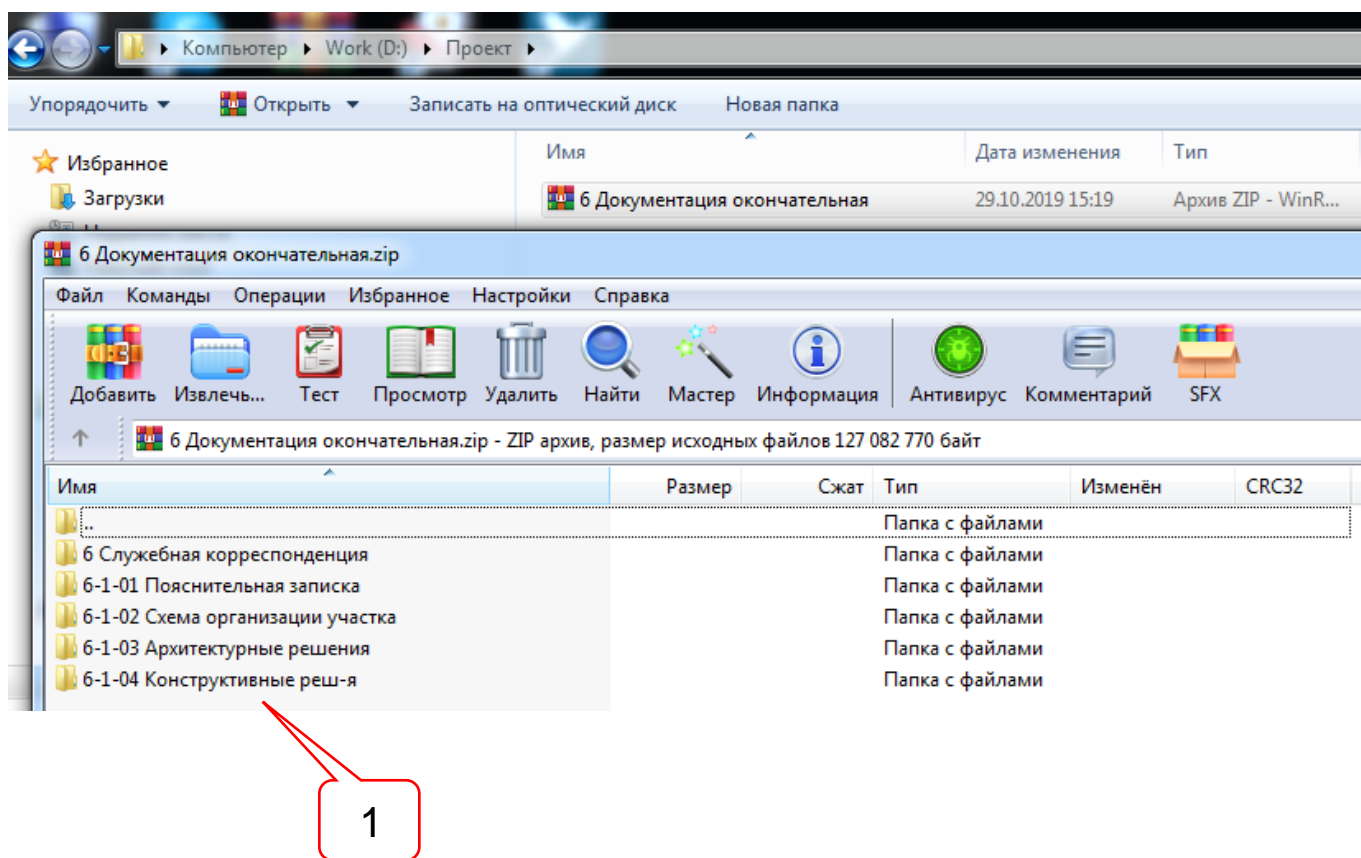 Компьютер Work (D:) Проект
Упорядочить Открыть Записать на оптический диск Новая папка
Избранное
Загрузки
Имя Дата изменения Тип
6 Документация окончательная 29.10.2019 15:19 Архив ZIP - WinR...
6 Документация окончательная.zip
Файл Команды Операции Избранное Настройки Справка
Добавить Извлечь... Тест Просмотр Удалить Найти Мастер Информация Антивирус Комментарий SFX
6 Документация окончательная.zip - ZIP архив, размер исходных файлов 127 082 770 байт
Имя Размер Сжат Тип Изменён CRC32
.. Папка с файлами
6 Служебная корреспонденция Папка с файлами
6-1-01 Пояснительная записка Папка с файлами
6-1-02 Схема организации участка Папка с файлами
6-1-03 Архитектурные решения Папка с файлами
6-1-04 Конструктивные реш-я Папка с файлами
1